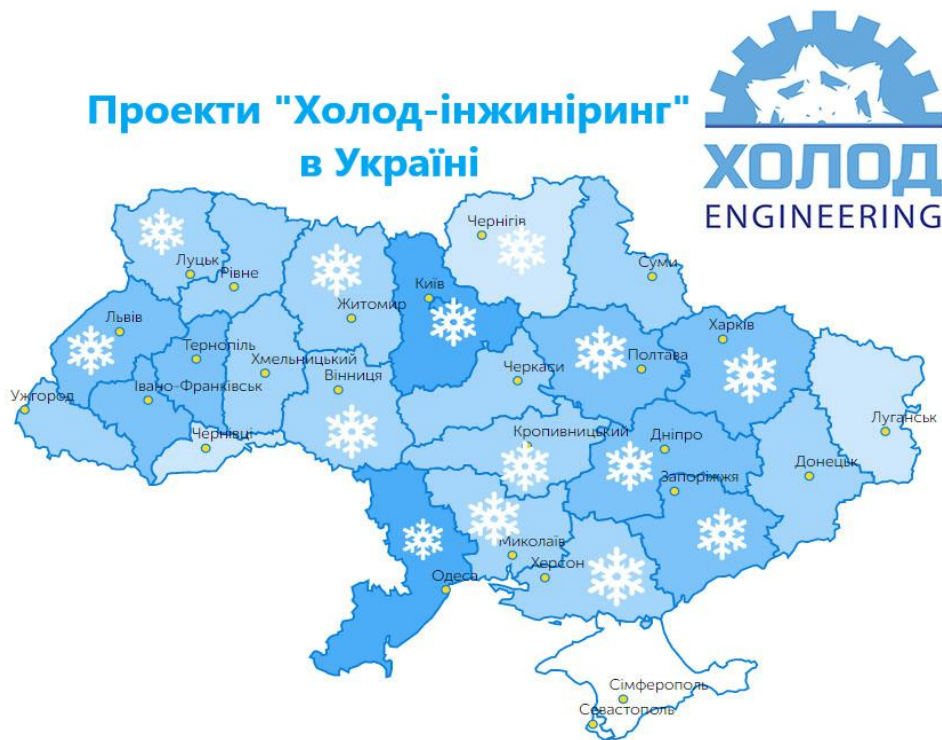 Проекти "Холод-інжиніринг"
в Україні
ХОЛОД
ENGINEERING
Чернігів
Луцьк
Рівне
Київ
Суми
Житомир
Львів
Харків
Тернопіль
Хмельницький
Полтава
Вінниця
Черкаси
Ужгород
Івано-Франківськ
Луганськ
Чернівці
Кропивницький
Дніпро
Донецьк
Запоріжжя
Миколаїв
Херсон
Одеса
Сімферополь
Севастополь